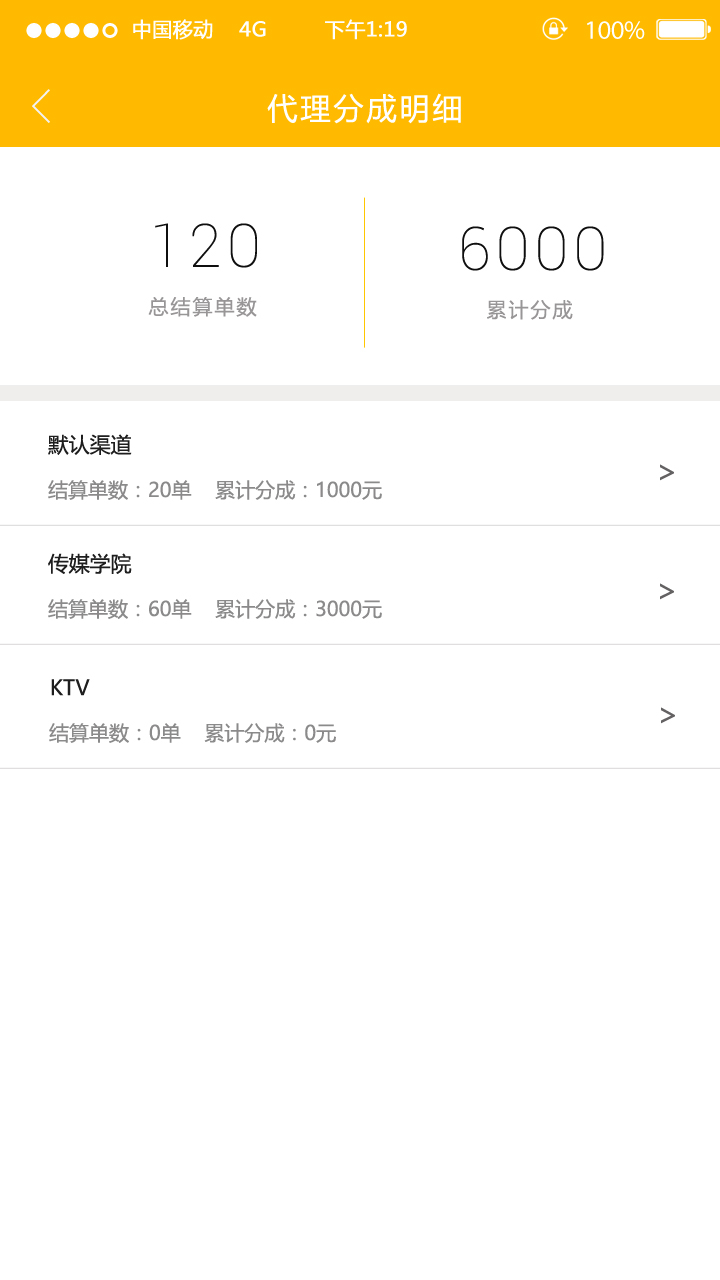 中国移动 4G 下午1:19 100%
代理分成明细
120 6000
总结算单数 累计分成
默认渠道
结算单数：20单 累计分成：1000元 >
传媒学院
结算单数：60单 累计分成：3000元 >
KTV
结算单数：0单 累计分成：0元 >